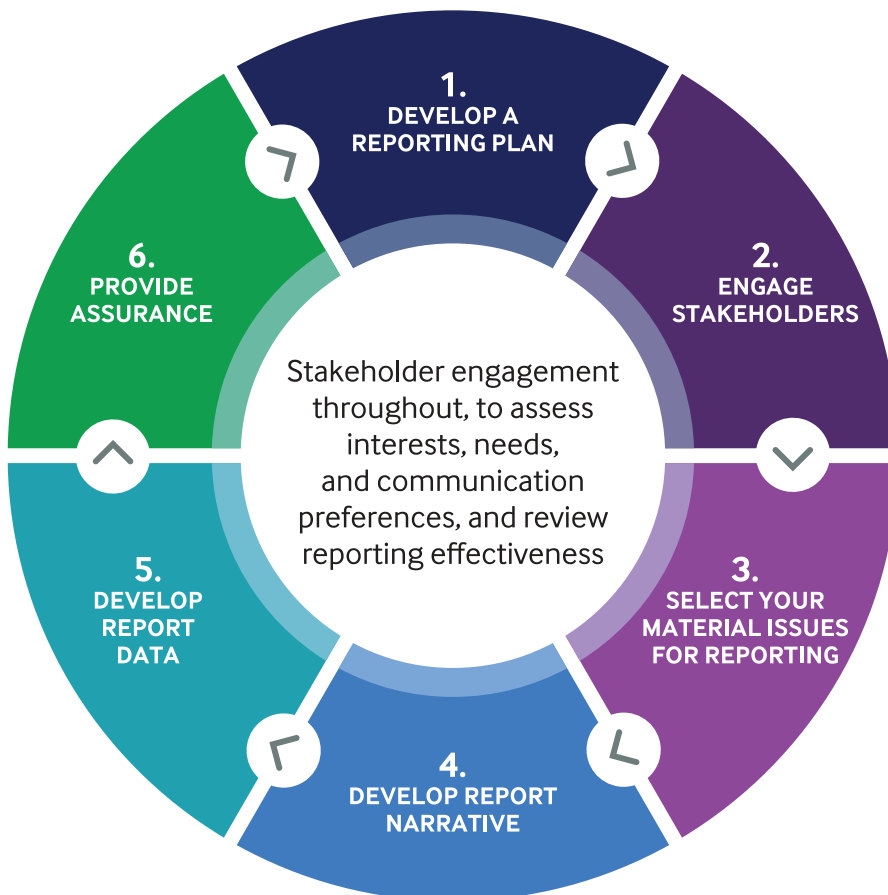 1.
DEVELOP A
REPORTING PLAN
2.
ENGAGE
STAKEHOLDERS
3.
SELECT YOUR
MATERIAL ISSUES
FOR REPORTING
4.
DEVELOP REPORT
NARRATIVE
5.
DEVELOP
REPORT
DATA
6.
PROVIDE
ASSURANCE
Stakeholder engagement
throughout, to assess
interests, needs,
and communication
preferences, and review
reporting effectiveness